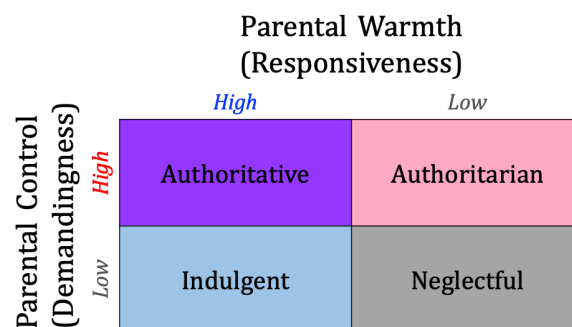 Parental Warmth
(Responsiveness)
High Low
Parental Control
(Demandingness)
High
Authoritative Authoritarian
Low
Indulgent Neglectful